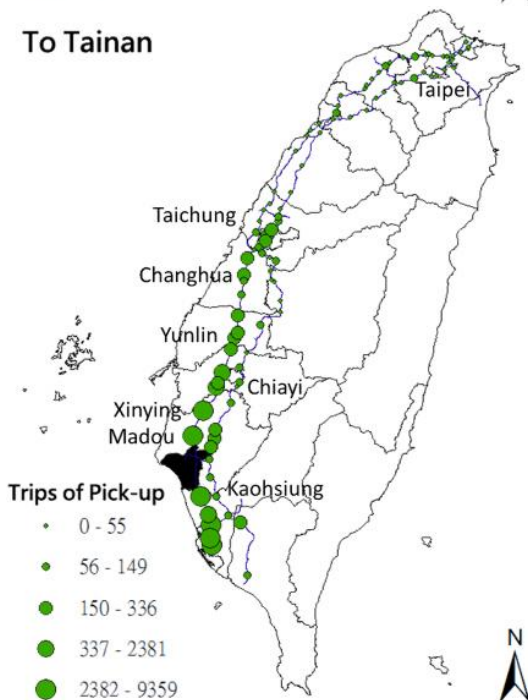 To Tainan
Taipei
Taichung
Changhua
Yunlin
Chiayi
Xinying
Madou
Kaohsiung
Trips of Pick-up
0 - 55
56 - 149
150 - 336
337 - 2381
2382 - 9359
N